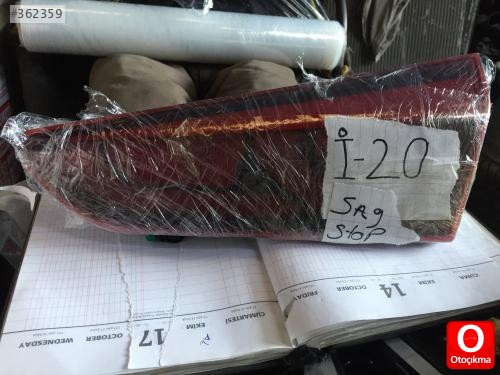 #362359
İ-20
SAg
StoP
CUMA
14 EKİM
OCTOBER
FRIDAY
CUMARTESİ
EKİM
17 OCTOBER
WEDNESDAY
Otoçıkma